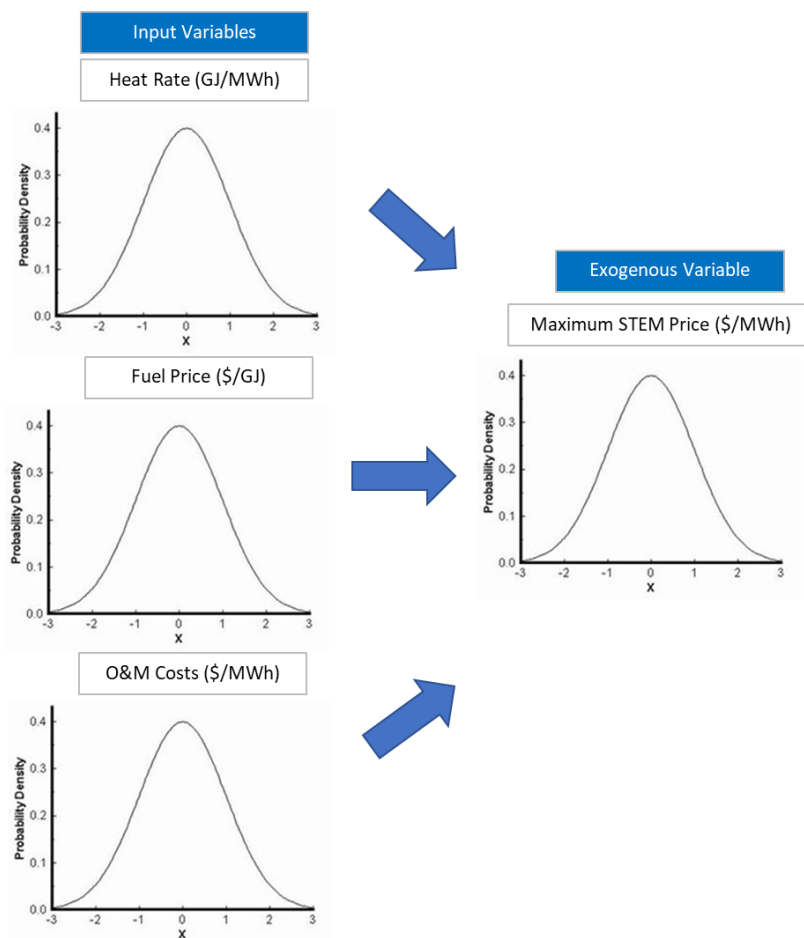 Input Variables
Heat Rate (GJ/MWh)
Probability Density
0.4
0.3
0.2
0.1
0.0
-3 -2 -1 0 1 2 3
X
Fuel Price ($/GJ)
Probability Density
0.4
0.3
0.2
0.1
0.0
-3 -2 -1 0 1 2 3
X
O&M Costs ($/MWh)
Probability Density
0.4
0.3
0.2
0.1
0.0
-3 -2 -1 0 1 2 3
X
Exogenous Variable
Maximum STEM Price ($/MWh)
Probability Density
0.4
0.3
0.2
0.1
0.0
-3 -2 -1 0 1 2 3
X